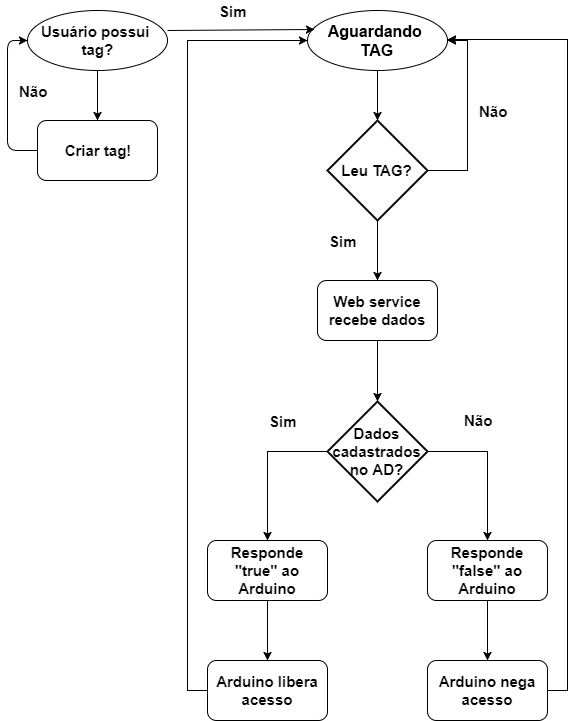 Sim
Usuário possui
tag?
Aguardando
TAG
Não
Não
Criar tag!
Leu TAG?
Sim
Web service
recebe dados
Sim
Não
Dados
cadastrados
no AD?
Responde
"true" ao
Arduino
Responde
"false" ao
Arduino
Arduino libera
acesso
Arduino nega
acesso